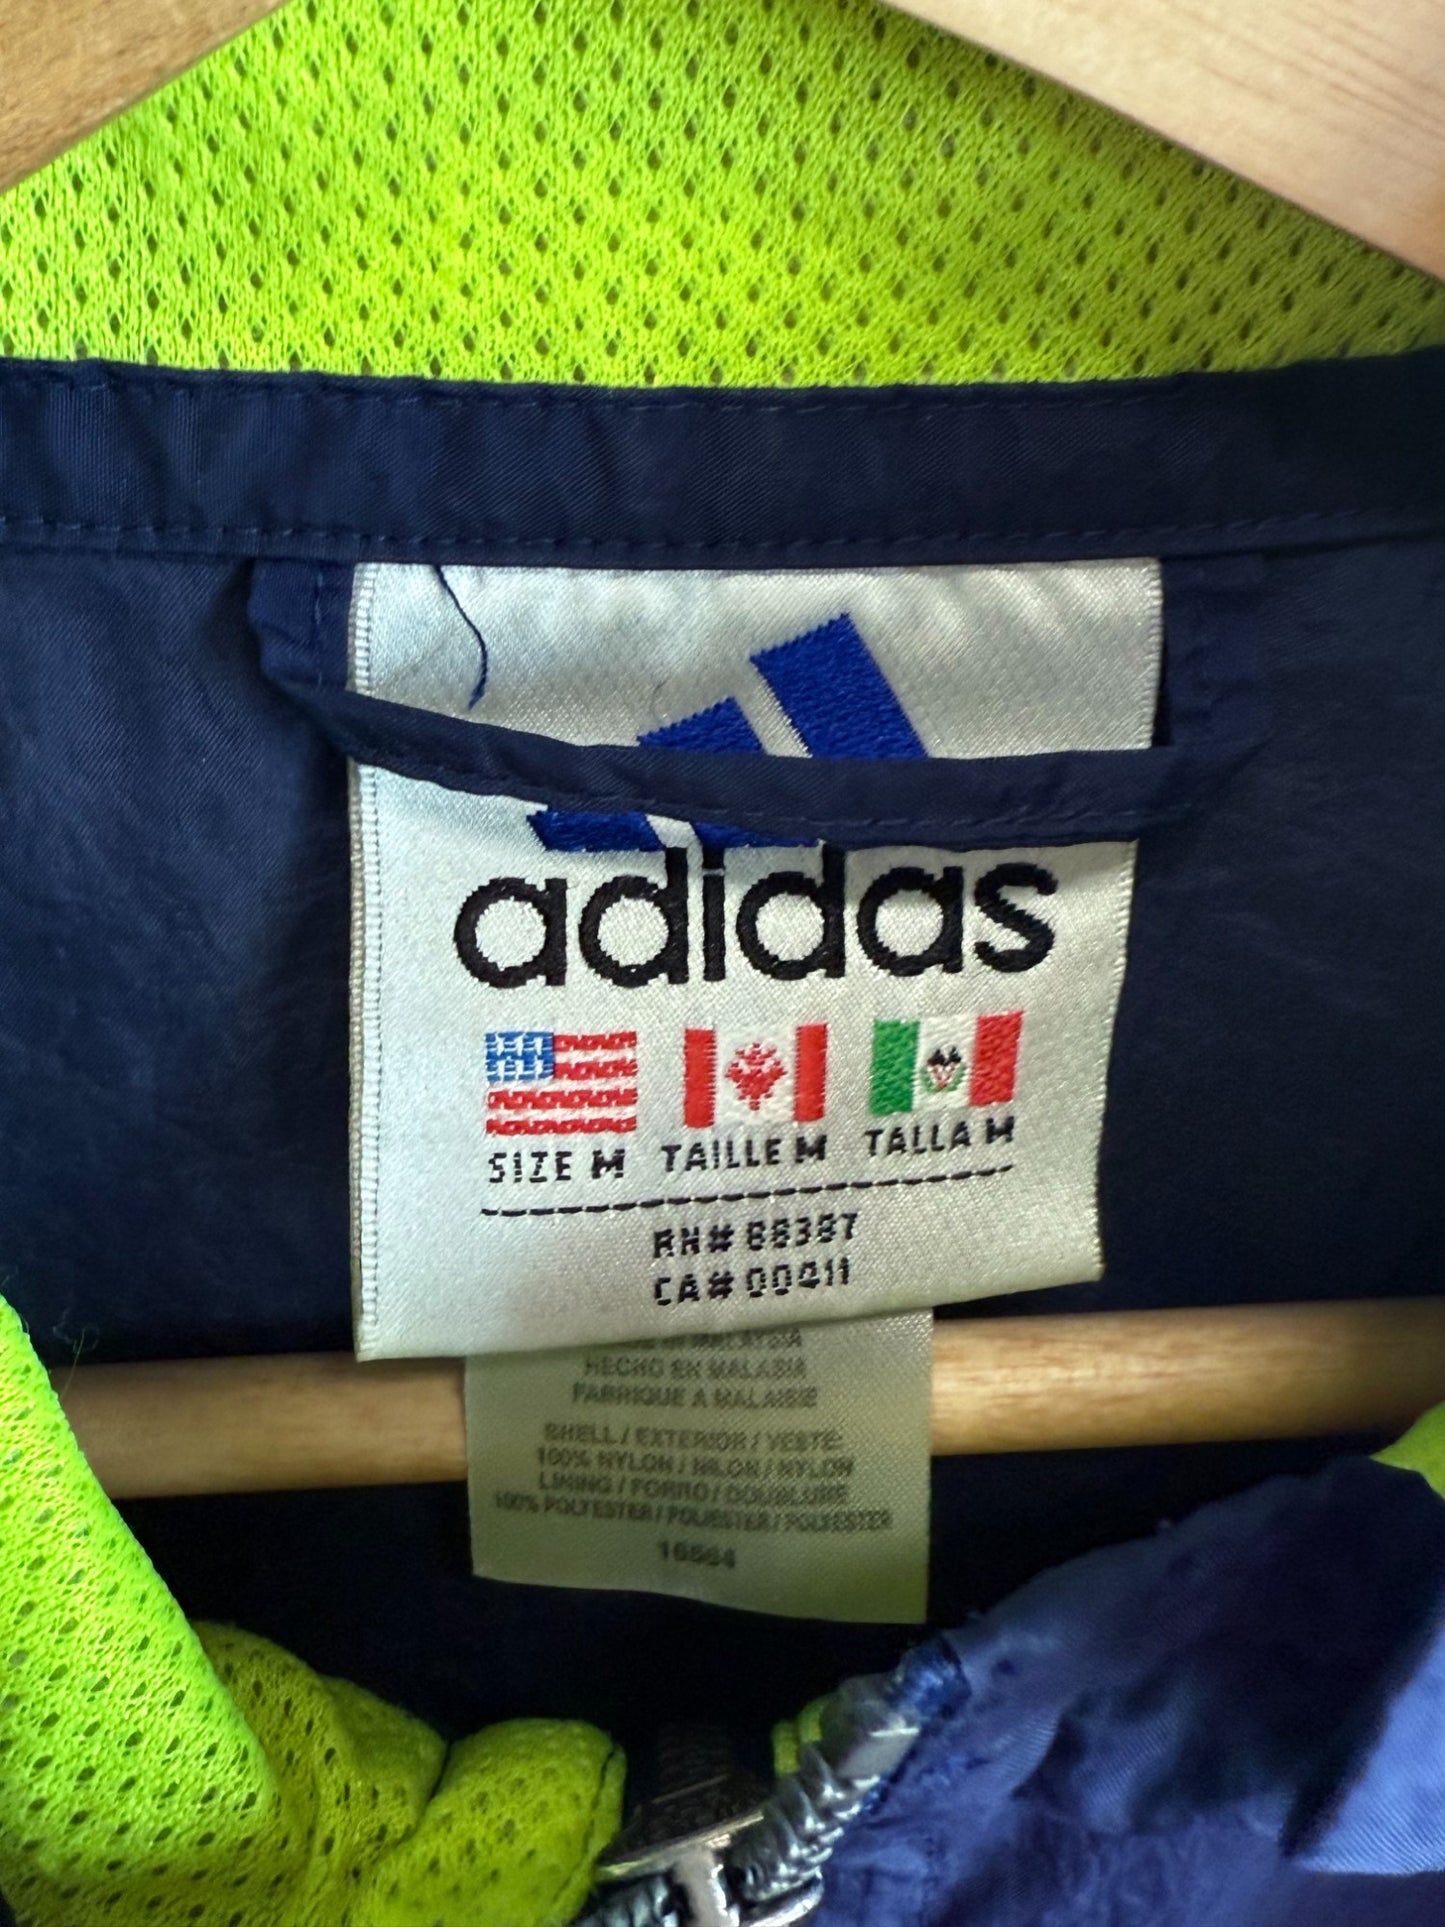 adidas
SIZE M TAILLE M TALLA M
RN# 88387
CA# 00411
MALAYSIA
HECHO EN MALASIA
FABRIQUE A MALAISIE
SHELL / EXTERIOR / VESTE:
100% NYLON / NILON / NYLON
LINING / FORRO / DOUBLURE
100% POLYESTER / POLIESTER / POLYESTER